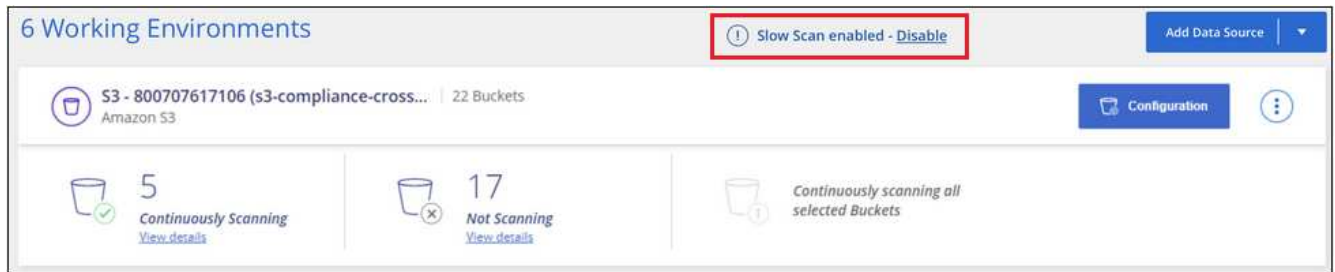 6 Working Environments
Slow Scan enabled - Disable
Add Data Source
S3 - 800707617106 (s3-compliance-cross... 22 Buckets
Amazon S3
Configuration
5
Continuously Scanning
View details
17
Not Scanning
View details
Continuously scanning all
selected Buckets